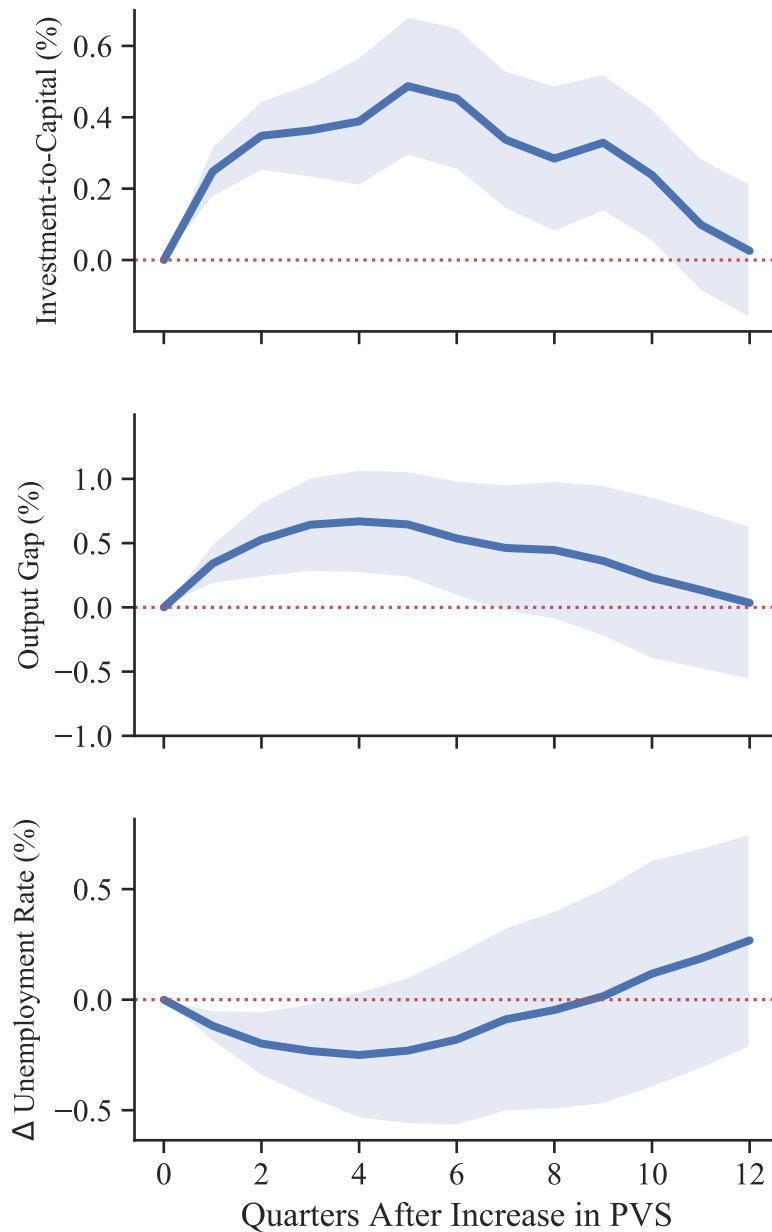 Investment-to-Capital (%)
0.6
0.4
0.2
0.0
Output Gap (%)
1.0
0.5
0.0
−0.5
−1.0
Δ Unemployment Rate (%)
0.5
0.0
−0.5
0 2 4 6 8 10 12
Quarters After Increase in PVS